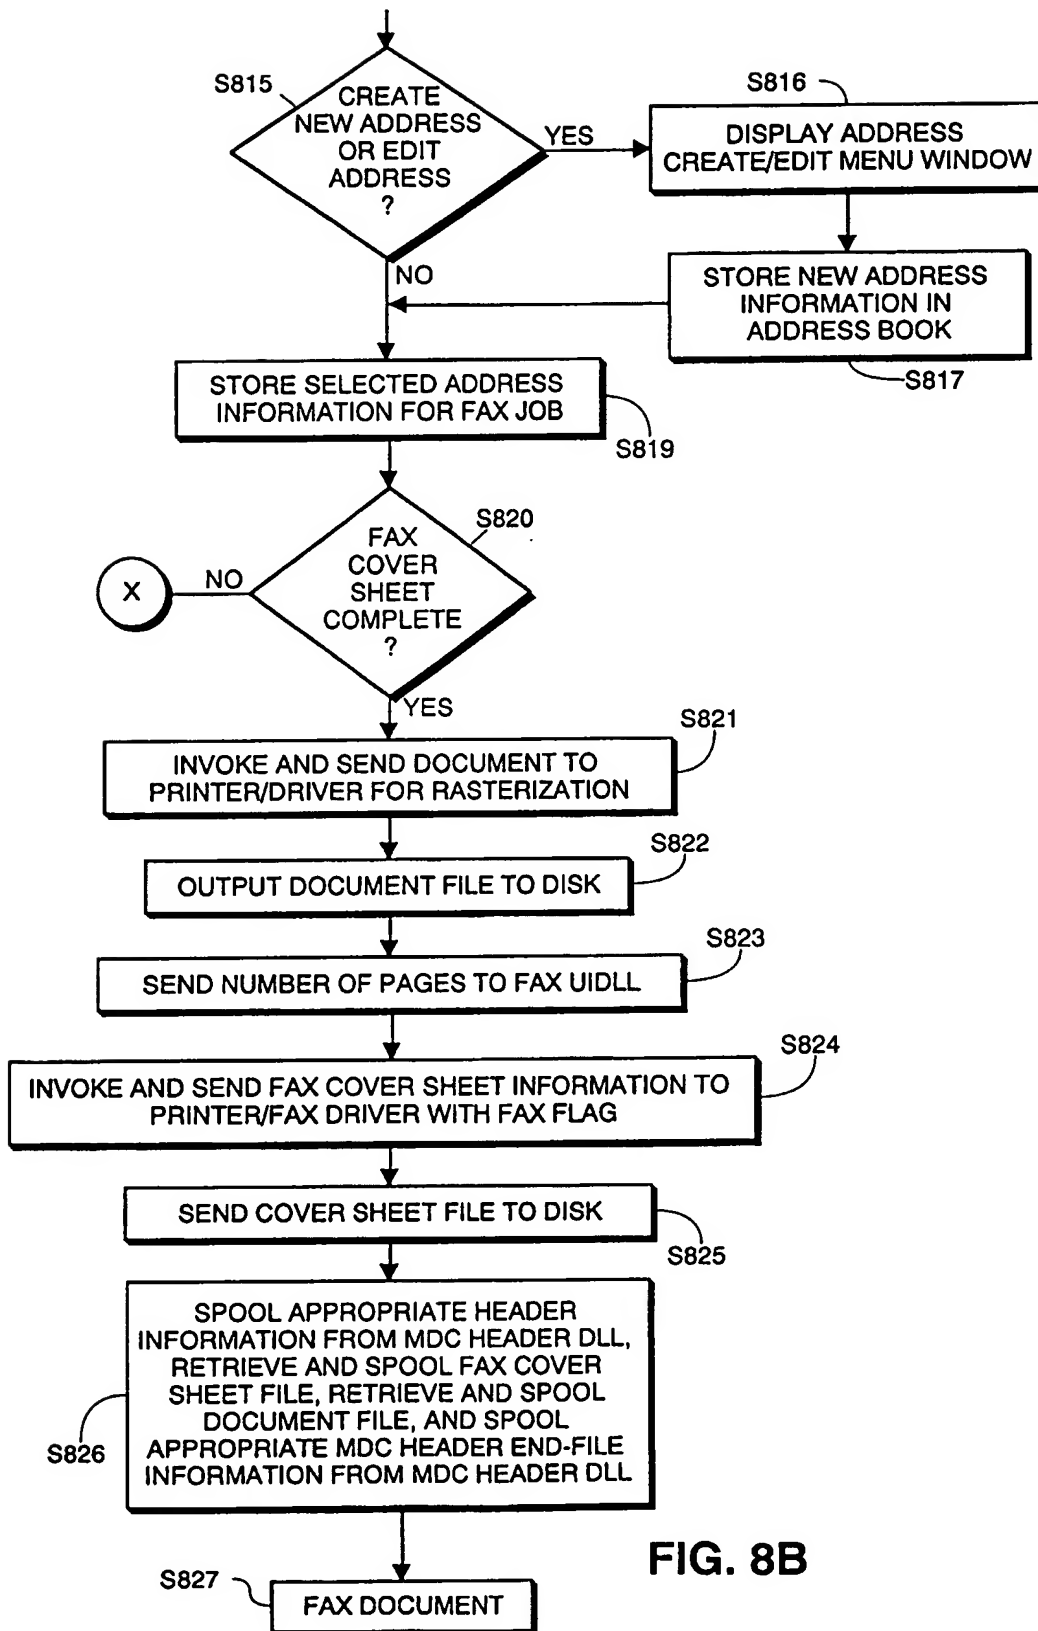 S815
CREATE
NEW ADDRESS
OR EDIT
ADDRESS
?
YES
S816
DISPLAY ADDRESS
CREATE/EDIT MENU WINDOW
NO
STORE NEW ADDRESS
INFORMATION IN
ADDRESS BOOK
S817
STORE SELECTED ADDRESS
INFORMATION FOR FAX JOB
S819
S820
FAX
COVER
SHEET
COMPLETE
?
NO
X
YES
S821
INVOKE AND SEND DOCUMENT TO
PRINTER/DRIVER FOR RASTERIZATION
S822
OUTPUT DOCUMENT FILE TO DISK
S823
SEND NUMBER OF PAGES TO FAX UIDLL
S824
INVOKE AND SEND FAX COVER SHEET INFORMATION TO
PRINTER/FAX DRIVER WITH FAX FLAG
SEND COVER SHEET FILE TO DISK
S825
SPOOL APPROPRIATE HEADER
INFORMATION FROM MDC HEADER DLL,
RETRIEVE AND SPOOL FAX COVER
SHEET FILE, RETRIEVE AND SPOOL
DOCUMENT FILE, AND SPOOL
APPROPRIATE MDC HEADER END-FILE
INFORMATION FROM MDC HEADER DLL
S826
FIG. 8B
S827
FAX DOCUMENT